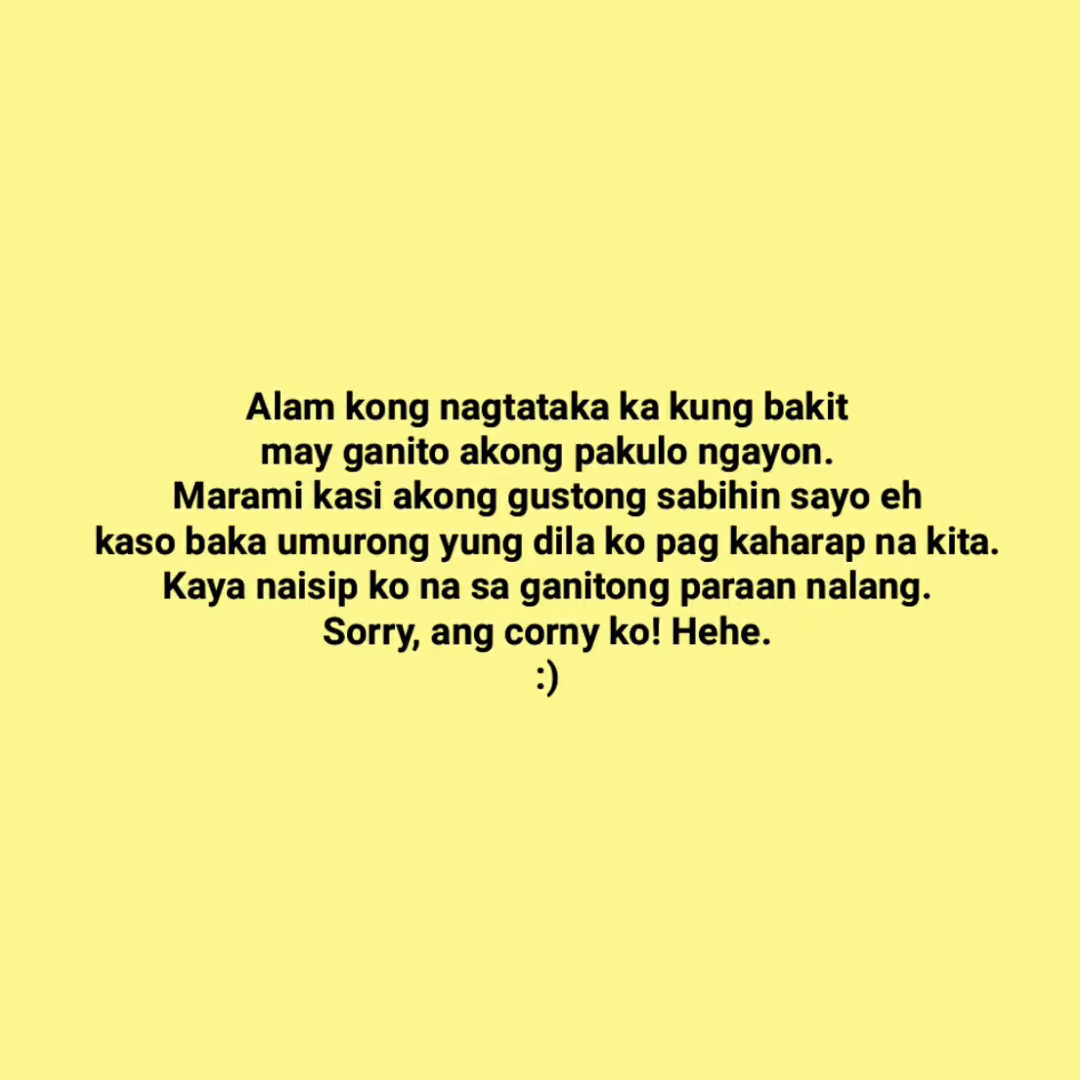 Alam kong nagtataka ka kung bakit
may ganito akong pakulo ngayon.
Marami kasi akong gustong sabihin sayo eh
kaso baka umurong yung dila ko pag kaharap na kita.
Kaya naisip ko na sa ganitong paraan nalang.
Sorry, ang corny ko! Hehe.
:)